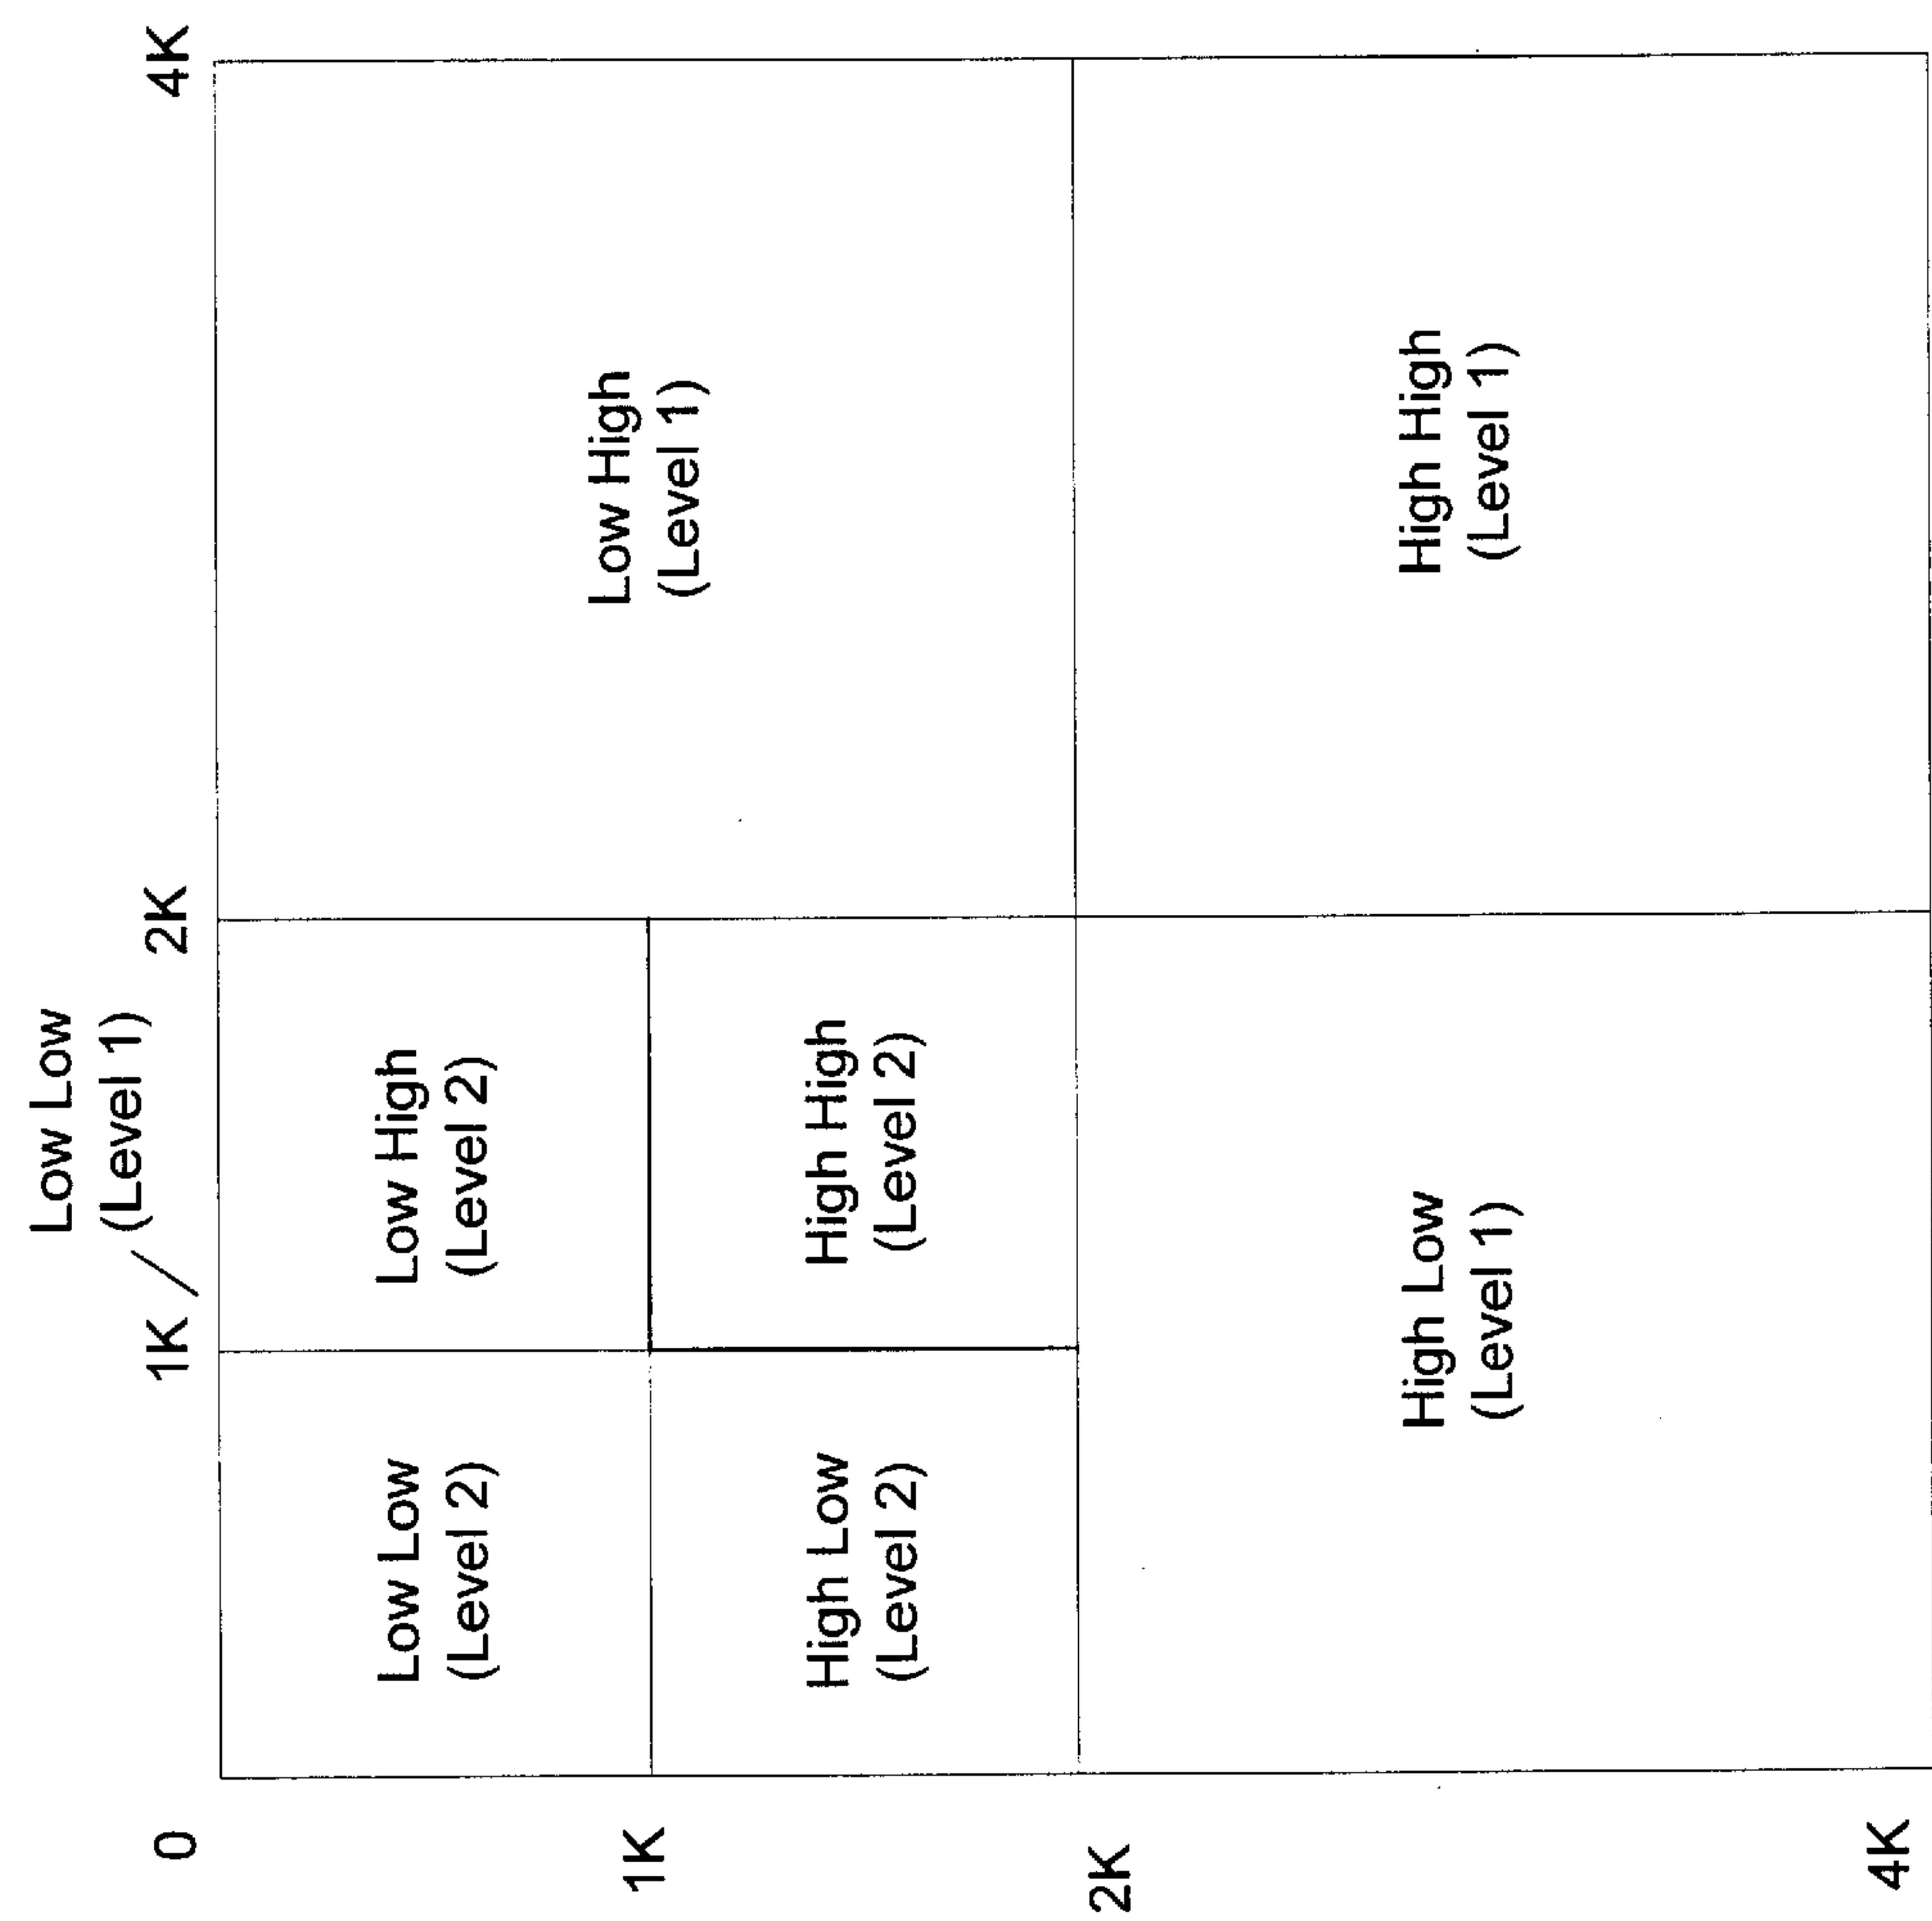 Low Low
(Level 1)
0
1K
2K
4K
Low Low
(Level 2)
Low High
(Level 2)
Low High
(Level 1)
1K
High Low
(Level 2)
High High
(Level 2)
2K
High Low
(Level 1)
High High
(Level 1)
4K